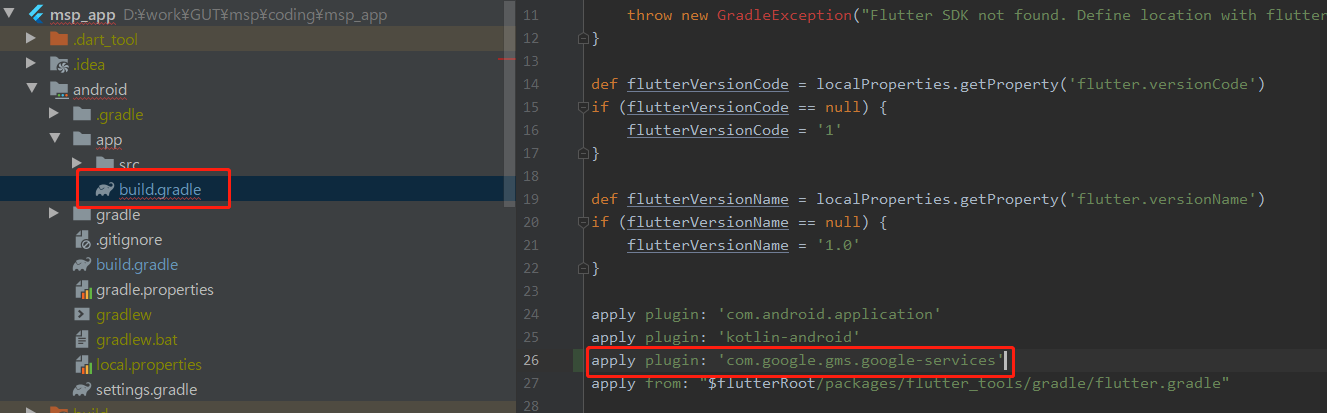 msp_app D:¥work¥GUT¥msp¥coding¥msp_app
.dart_tool
.idea
android
.gradle
app
src
build.gradle
gradle
.gitignore
build.gradle
gradle.properties
gradlew
gradlew.bat
local.properties
settings.gradle
build
11 throw new GradleException("Flutter SDK not found. Define location with flutter
12 }
13
14 def flutterVersionCode = localProperties.getProperty('flutter.versionCode')
15 if (flutterVersionCode == null) {
16 flutterVersionCode = '1'
17 }
18
19 def flutterVersionName = localProperties.getProperty('flutter.versionName')
20 if (flutterVersionName == null) {
21 flutterVersionName = '1.0'
22 }
23
24 apply plugin: 'com.android.application'
25 apply plugin: 'kotlin-android'
26 apply plugin: 'com.google.gms.google-services'
27 apply from: "$flutterRoot/packages/flutter_tools/gradle/flutter.gradle"
28